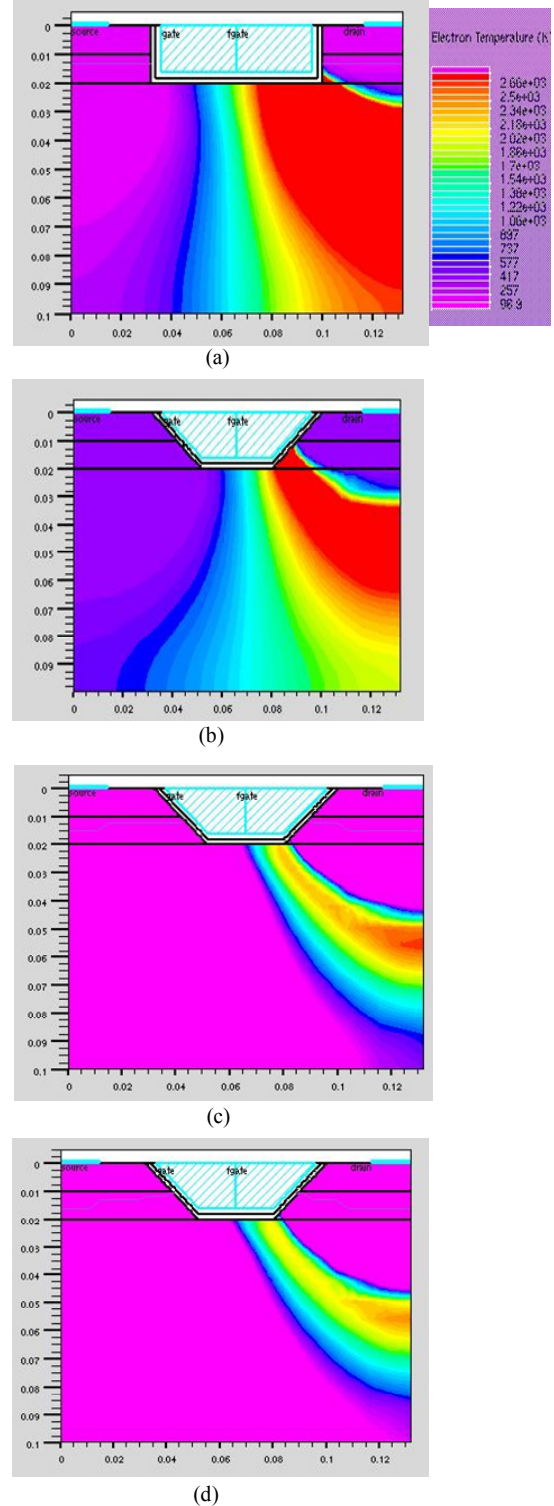 source gate fgate drain
0
0.01
0.02
0.03
0.04
0.05
0.06
0.07
0.08
0.09
0.1
0 0.02 0.04 0.06 0.08 0.1 0.12
Electron Temperature (K)
2.66e+03
2.5e+03
2.34e+03
2.18e+03
2.02e+03
1.86e+03
1.7e+03
1.54e+03
1.38e+03
1.22e+03
1.06e+03
897
737
577
417
257
96.9
(a)
source gate fgate drain
0
0.01
0.02
0.03
0.04
0.05
0.06
0.07
0.08
0.09
0 0.02 0.04 0.06 0.08 0.1 0.12
(b)
source gate fgate drain
0
0.01
0.02
0.03
0.04
0.05
0.06
0.07
0.08
0.09
0.1
0 0.02 0.04 0.06 0.08 0.1 0.12
(c)
source gate fgate drain
0
0.01
0.02
0.03
0.04
0.05
0.06
0.07
0.08
0.09
0.1
0 0.02 0.04 0.06 0.08 0.1 0.12
(d)